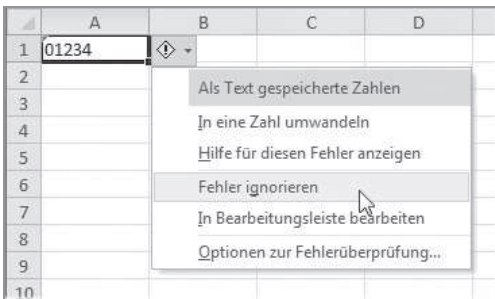 A B C D
1 01234
2
Als Text gespeicherte Zahlen
3
In eine Zahl umwandeln
4
5 Hilfe für diesen Fehler anzeigen
6 Fehler ignorieren
7 In Bearbeitungsleiste bearbeiten
8
Optionen zur Fehlerüberprüfung...
9
10